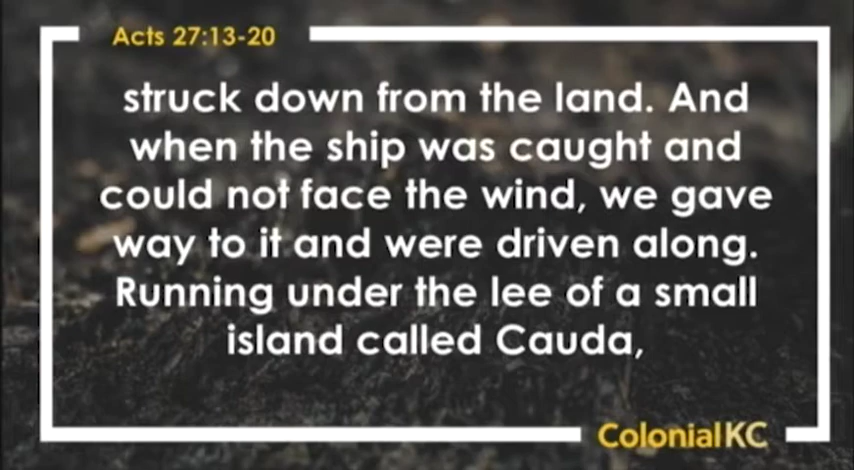 Acts 27:13-20
struck down from the land. And
when the ship was caught and
could not face the wind, we gave
way to it and were driven along.
Running under the lee of a small
island called Cauda,
ColonialKC